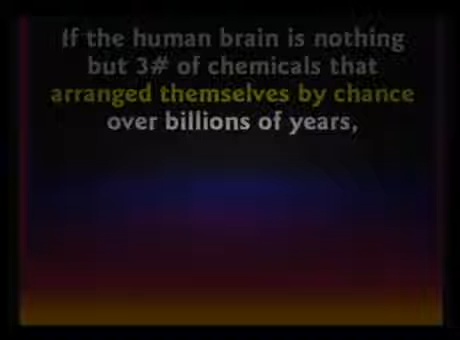 If the human brain is nothing
but 3# of chemicals that
arranged themselves by chance
over billions of years,